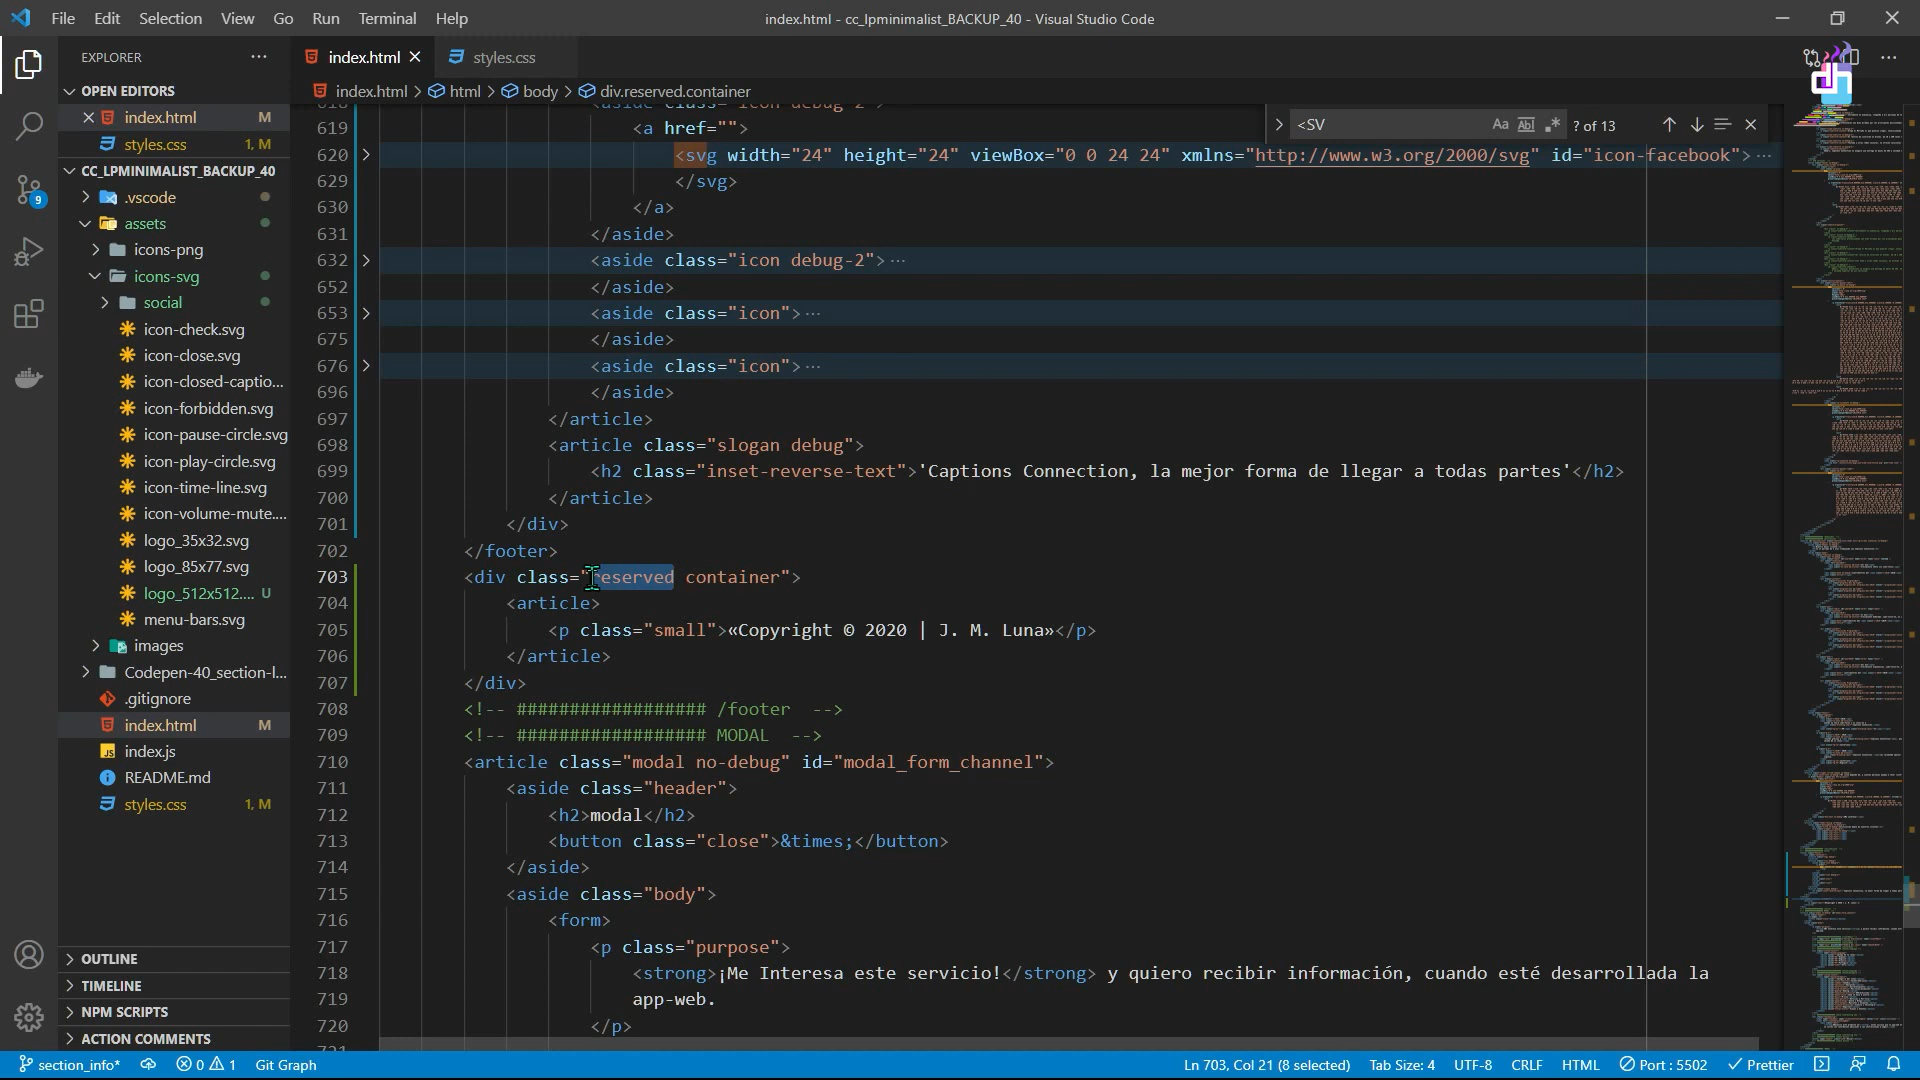 File Edit Selection View Go Run Terminal Help
index.html - cc_lpminimalist_BACKUP_40 - Visual Studio Code
EXPLORER
OPEN EDITORS
index.html M
styles.css 1, M
CC_LPMINIMALIST_BACKUP_40
.vscode
assets
icons-png
icons-svg
social
icon-check.svg
icon-close.svg
icon-closed-captio...
icon-forbidden.svg
icon-pause-circle.svg
icon-play-circle.svg
icon-time-line.svg
icon-volume-mute....
logo_35x32.svg
logo_85x77.svg
logo_512x512.... U
menu-bars.svg
images
Codepen-40_section-l...
.gitignore
index.html M
index.js
README.md
styles.css 1, M
OUTLINE
TIMELINE
NPM SCRIPTS
ACTION COMMENTS
9
index.html styles.css
index.html > html > body > div.reserved.container
<SV Aa Abl .* ? of 13
619 <a href="">
620 <svg width="24" height="24" viewBox="0 0 24 24" xmlns="http://www.w3.org/2000/svg" id="icon-facebook">...
629 </svg>
630 </a>
631 </aside>
632 <aside class="icon debug-2">...
652 </aside>
653 <aside class="icon">...
675 </aside>
676 <aside class="icon">...
696 </aside>
697 </article>
698 <article class="slogan debug">
699 <h2 class="inset-reverse-text">'Captions Connection, la mejor forma de llegar a todas partes'</h2>
700 </article>
701 </div>
702 </footer>
703 <div class="reserved container">
704 <article>
705 <p class="small">«Copyright © 2020 | J. M. Luna»</p>
706 </article>
707 </div>
708 <!-- ################## /footer -->
709 <!-- ################## MODAL -->
710 <article class="modal no-debug" id="modal_form_channel">
711 <aside class="header">
712 <h2>modal</h2>
713 <button class="close">&times;</button>
714 </aside>
715 <aside class="body">
716 <form>
717 <p class="purpose">
718 <strong>¡Me Interesa este servicio!</strong> y quiero recibir información, cuando esté desarrollada la
719 app-web.
720 </p>
section_info* 0 1 Git Graph
Ln 703, Col 21 (8 selected) Tab Size: 4 UTF-8 CRLF HTML Port : 5502 Prettier